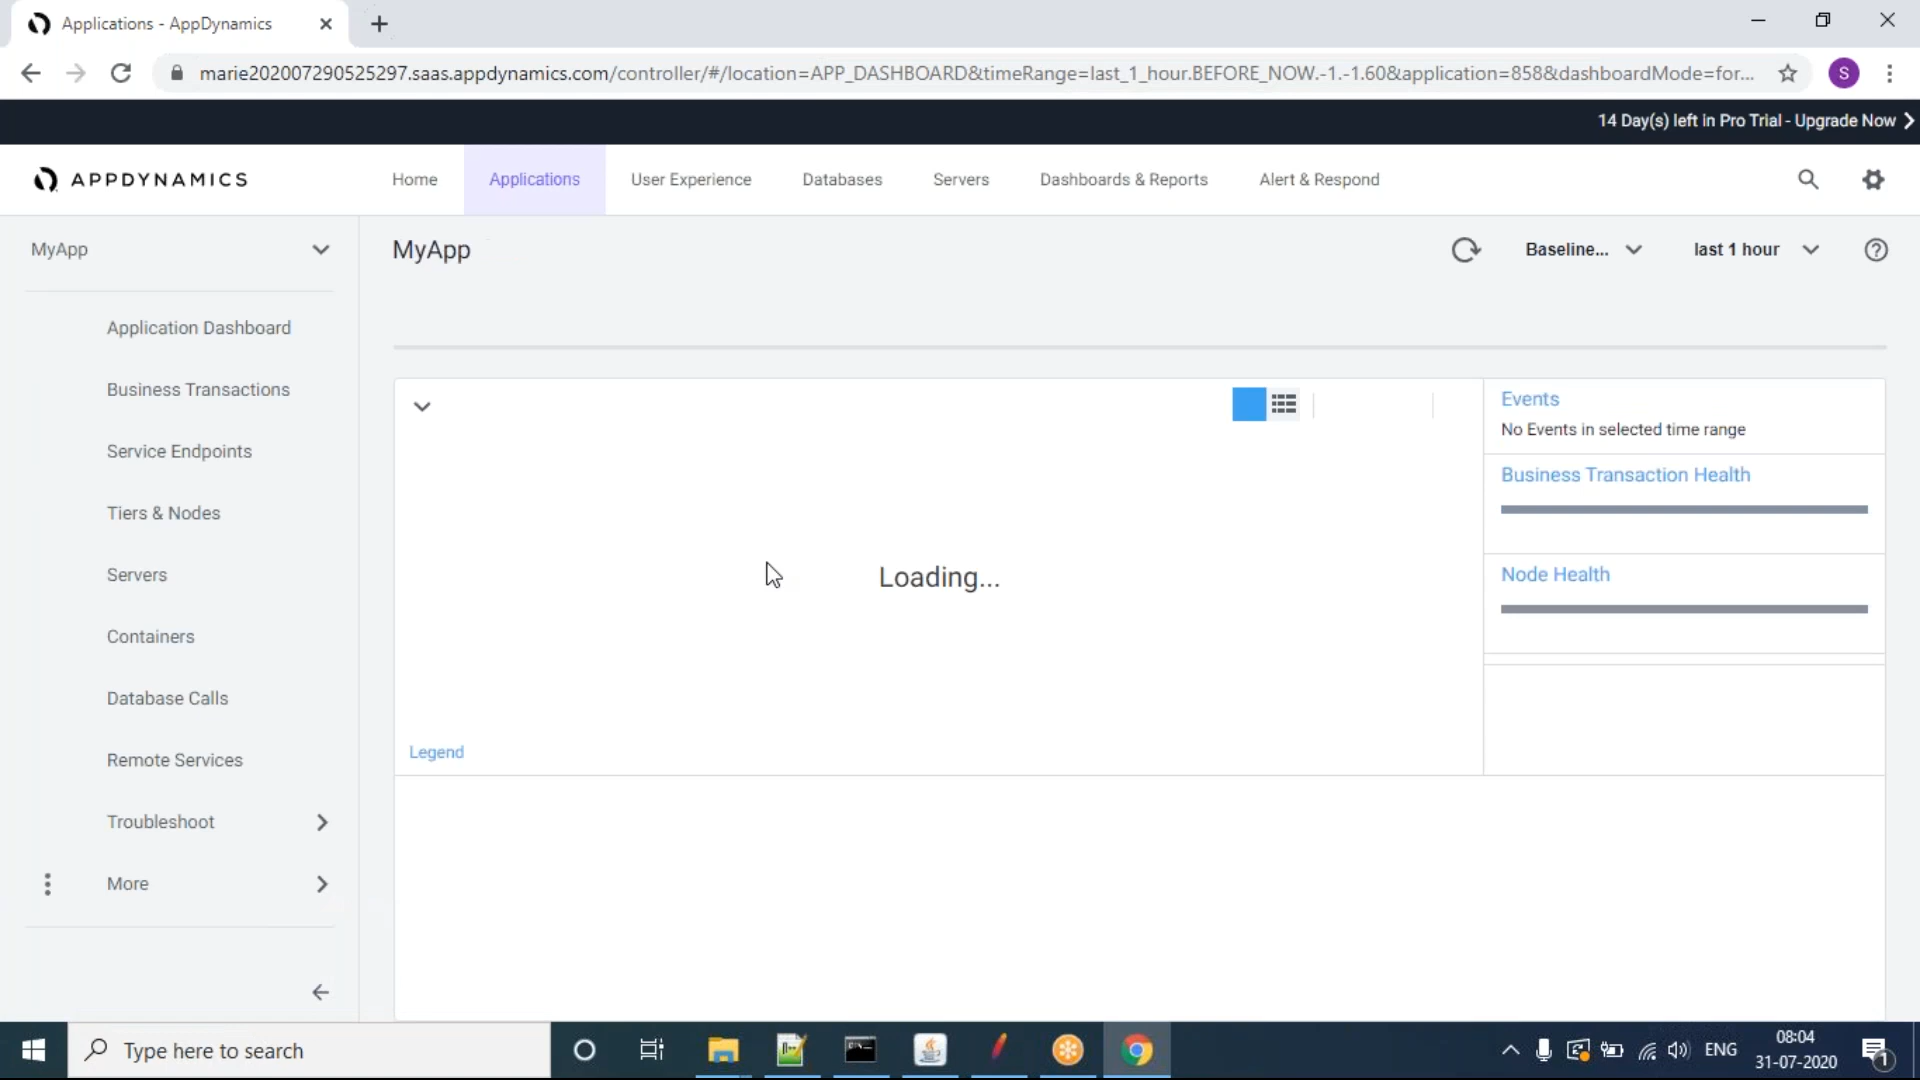 Applications - AppDynamics
marie202007290525297.saas.appdynamics.com/controller/#/location=APP_DASHBOARD&timeRange=last_1_hour.BEFORE_NOW.-1.-1.60&application=858&dashboardMode=for...
S
14 Day(s) left in Pro Trial - Upgrade Now
APPDYNAMICS
Home
Applications
User Experience
Databases
Servers
Dashboards & Reports
Alert & Respond
MyApp
MyApp
Baseline...
last 1 hour
Application Dashboard
Business Transactions
Service Endpoints
Tiers & Nodes
Servers
Containers
Database Calls
Remote Services
Troubleshoot
More
Loading...
Legend
Events
No Events in selected time range
Business Transaction Health
Node Health
Type here to search
ENG
08:04
31-07-2020
1